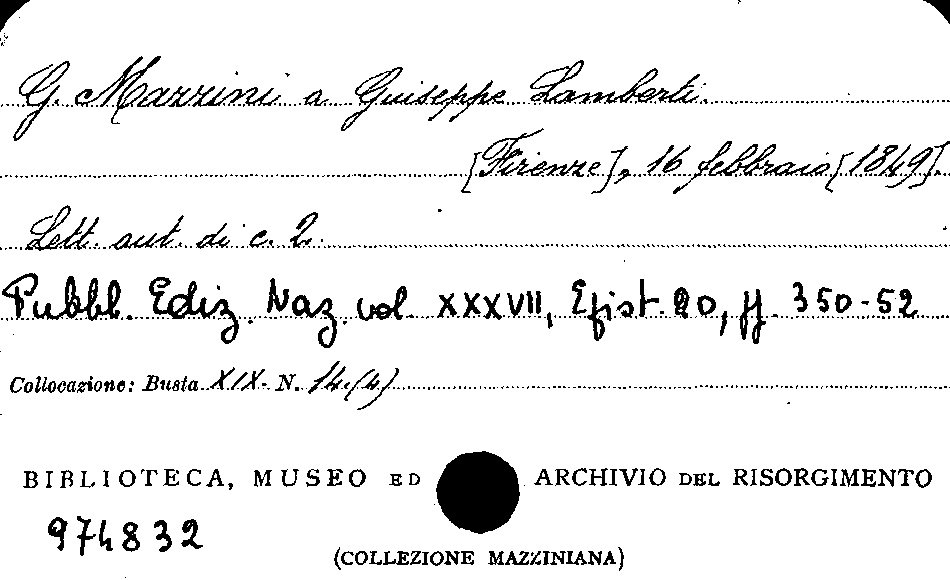 G. Mazzini a Giuseppe Lamberti.
[Firenze], 16 febbraio [1849].
Lett. aut. di c. 2.
Pubbl. Ediz. Naz. vol. XXXVII, Epist. 20, pp. 350-52
Collocazione: Busta XIX. N. 14.(4)
BIBLIOTECA, MUSEO ED ARCHIVIO DEL RISORGIMENTO
974832
(COLLEZIONE MAZZINIANA)